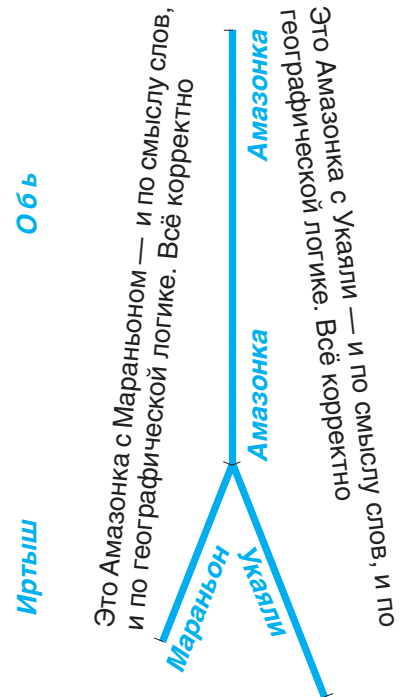 Иртыш
Обь
Это Амазонка с Мараньоном — и по смыслу слов,
и по географической логике. Всё корректно
Мараньон
Укаяли
Амазонка
Амазонка
Это Амазонка с Укаяли — и по смыслу слов, и по
географической логике. Всё корректно